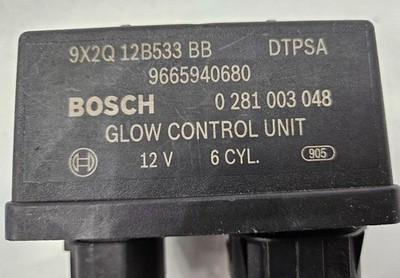 9X2Q 12B533 BB DTPSA
9665940680
BOSCH 0 281 003 048
GLOW CONTROL UNIT
12 V 6 CYL. 905